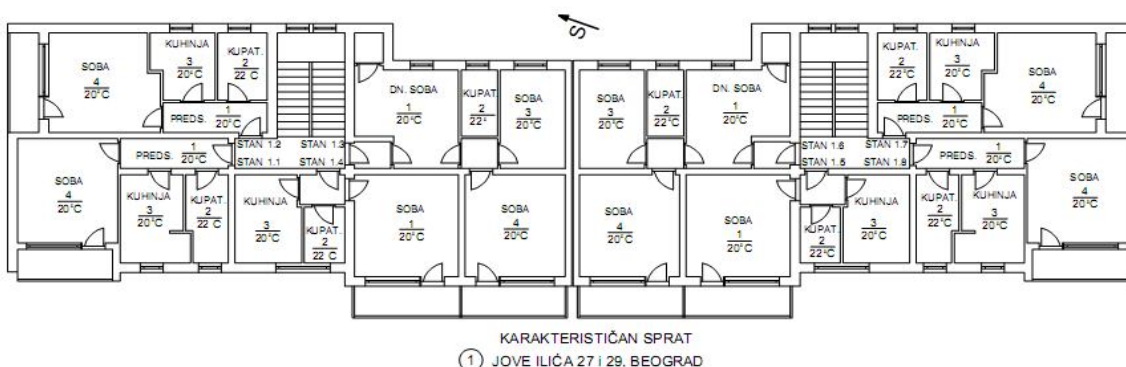 S
KUHINJA
3
20°C
KUPAT.
2
22 C
SOBA
4
20°C
PREDS.
1
20°C
DN. SOBA
1
20°C
KUPAT.
2
22°
SOBA
3
20°C
SOBA
3
20°C
KUPAT.
2
22°C
DN. SOBA
1
20°C
KUPAT.
2
22°C
KUHINJA
3
20°C
SOBA
4
20°C
PREDS.
1
20°C
STAN 1.2
STAN 1.3
STAN 1.1
STAN 1.4
STAN 1.6
STAN 1.7
STAN 1.5
STAN 1.8
PREDS.
1
20°C
SOBA
4
20°C
KUHINJA
3
20°C
KUPAT.
2
22 C
KUHINJA
3
20°C
KUPAT.
2
22 C
SOBA
1
20°C
SOBA
4
20°C
SOBA
4
20°C
SOBA
1
20°C
KUPAT.
2
22°C
KUHINJA
3
20°C
KUPAT.
2
22°C
KUHINJA
3
20°C
PREDS.
1
20°C
SOBA
4
20°C
KARAKTERISTIČAN SPRAT
1 JOVE ILIĆA 27 i 29, BEOGRAD